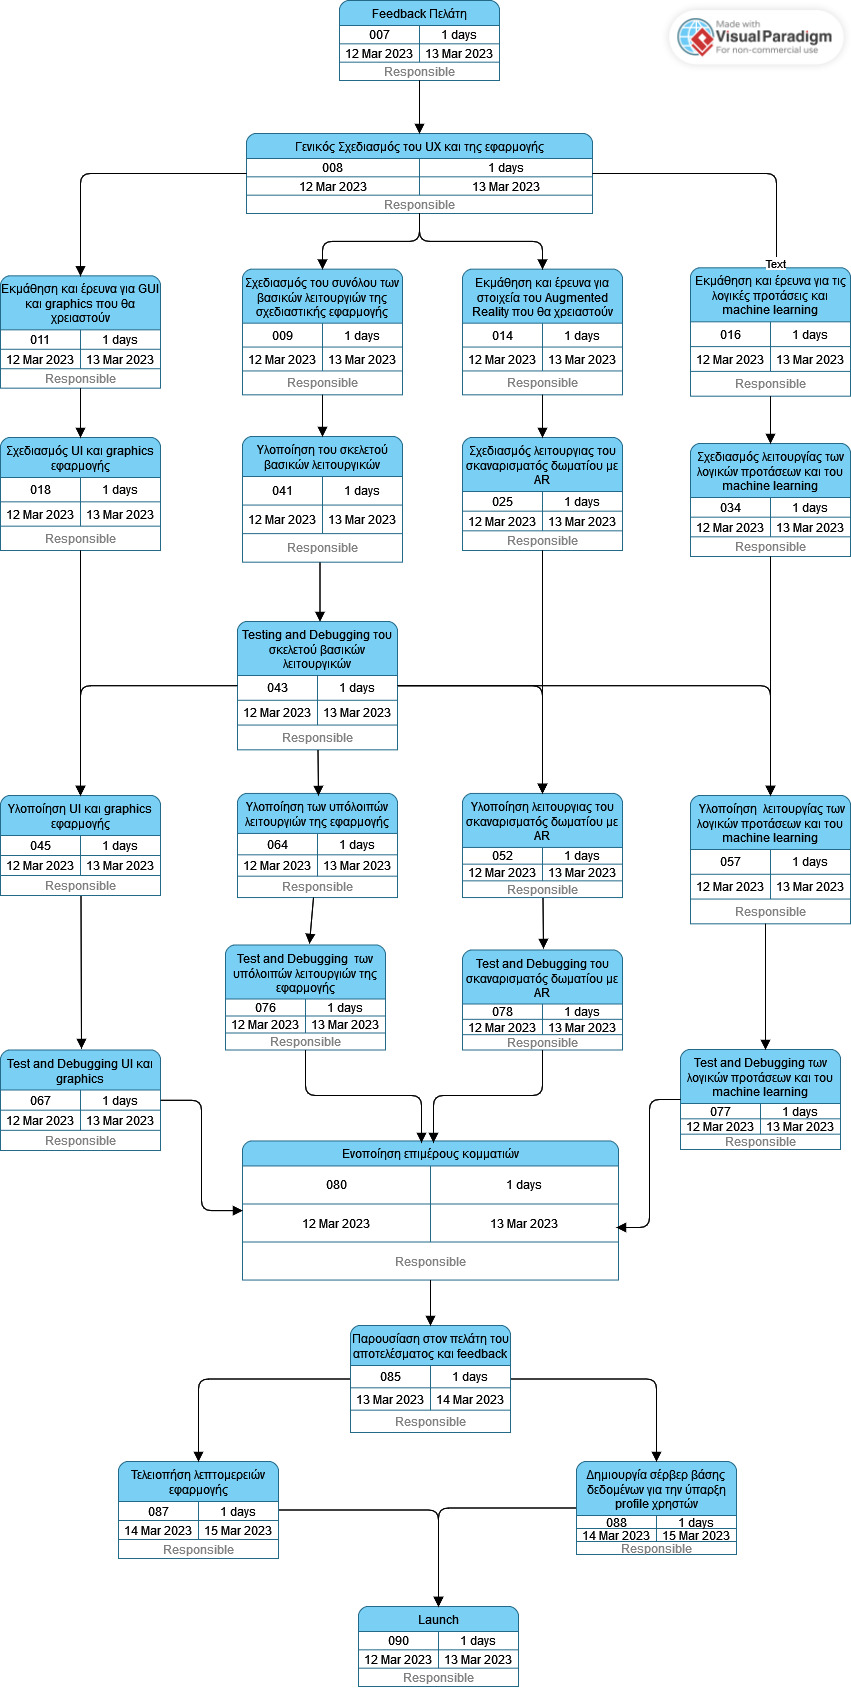 Feedback Πελάτη
007
1 days
12 Mar 2023
13 Mar 2023
Responsible
Made with
VisualParadigm
For non-commercial use
Γενικός Σχεδιασμός του UX και της εφαρμογής
008
1 days
12 Mar 2023
13 Mar 2023
Responsible
Εκμάθηση και έρευνα για GUI
και graphics που θα
χρειαστούν
011
1 days
12 Mar 2023
13 Mar 2023
Responsible
Σχεδιασμός του συνόλου των
βασικών λειτουργιών της
σχεδιαστικής εφαρμογής
009
1 days
12 Mar 2023
13 Mar 2023
Responsible
Εκμάθηση και έρευνα για
στοιχεία του Augmented
Reality που θα χρειαστούν
014
1 days
12 Mar 2023
13 Mar 2023
Responsible
Text
Εκμάθηση και έρευνα για τις
λογικές προτάσεις και
machine learning
016
1 days
12 Mar 2023
13 Mar 2023
Responsible
Σχεδιασμός UI και graphics
εφαρμογής
018
1 days
12 Mar 2023
13 Mar 2023
Responsible
Υλοποίηση του σκελετού
βασικών λειτουργικών
041
1 days
12 Mar 2023
13 Mar 2023
Responsible
Σχεδιασμός λειτουργιας του
σκαναρισματός δωματίου με
AR
025
1 days
12 Mar 2023
13 Mar 2023
Responsible
Σχεδιασμός λειτουργίας των
λογικών προτάσεων και του
machine learning
034
1 days
12 Mar 2023
13 Mar 2023
Responsible
Testing and Debugging του
σκελετού βασικών
λειτουργικών
043
1 days
12 Mar 2023
13 Mar 2023
Responsible
Υλοποίηση UI και graphics
εφαρμογής
045
1 days
12 Mar 2023
13 Mar 2023
Responsible
Υλοποίηση των υπόλοιπών
λειτουργιών της εφαρμογής
064
1 days
12 Mar 2023
13 Mar 2023
Responsible
Υλοποίηση λειτουργιας του
σκαναρισματός δωματίου με
AR
052
1 days
12 Mar 2023
13 Mar 2023
Responsible
Υλοποίηση  λειτουργίας των
λογικών προτάσεων και του
machine learning
057
1 days
12 Mar 2023
13 Mar 2023
Responsible
Test and Debugging  των
υπόλοιπών λειτουργιών της
εφαρμογής
076
1 days
12 Mar 2023
13 Mar 2023
Responsible
Test and Debugging του
σκαναρισματός δωματίου με
AR
078
1 days
12 Mar 2023
13 Mar 2023
Responsible
Test and Debugging UI και
graphics
067
1 days
12 Mar 2023
13 Mar 2023
Responsible
Test and Debugging των
λογικών προτάσεων και του
machine learning
077
1 days
12 Mar 2023
13 Mar 2023
Responsible
Ενοποίηση επιμέρους κομματιών
080
1 days
12 Mar 2023
13 Mar 2023
Responsible
Παρουσίαση στον πελάτη του
αποτελέσματος και feedback
085
1 days
13 Mar 2023
14 Mar 2023
Responsible
Τελειοπήση λεπτομερειών
εφαρμογής
087
1 days
14 Mar 2023
15 Mar 2023
Responsible
Δημιουργία σέρβερ βάσης
δεδομένων για την ύπαρξη
profile χρηστών
088
1 days
14 Mar 2023
15 Mar 2023
Responsible
Launch
090
1 days
12 Mar 2023
13 Mar 2023
Responsible